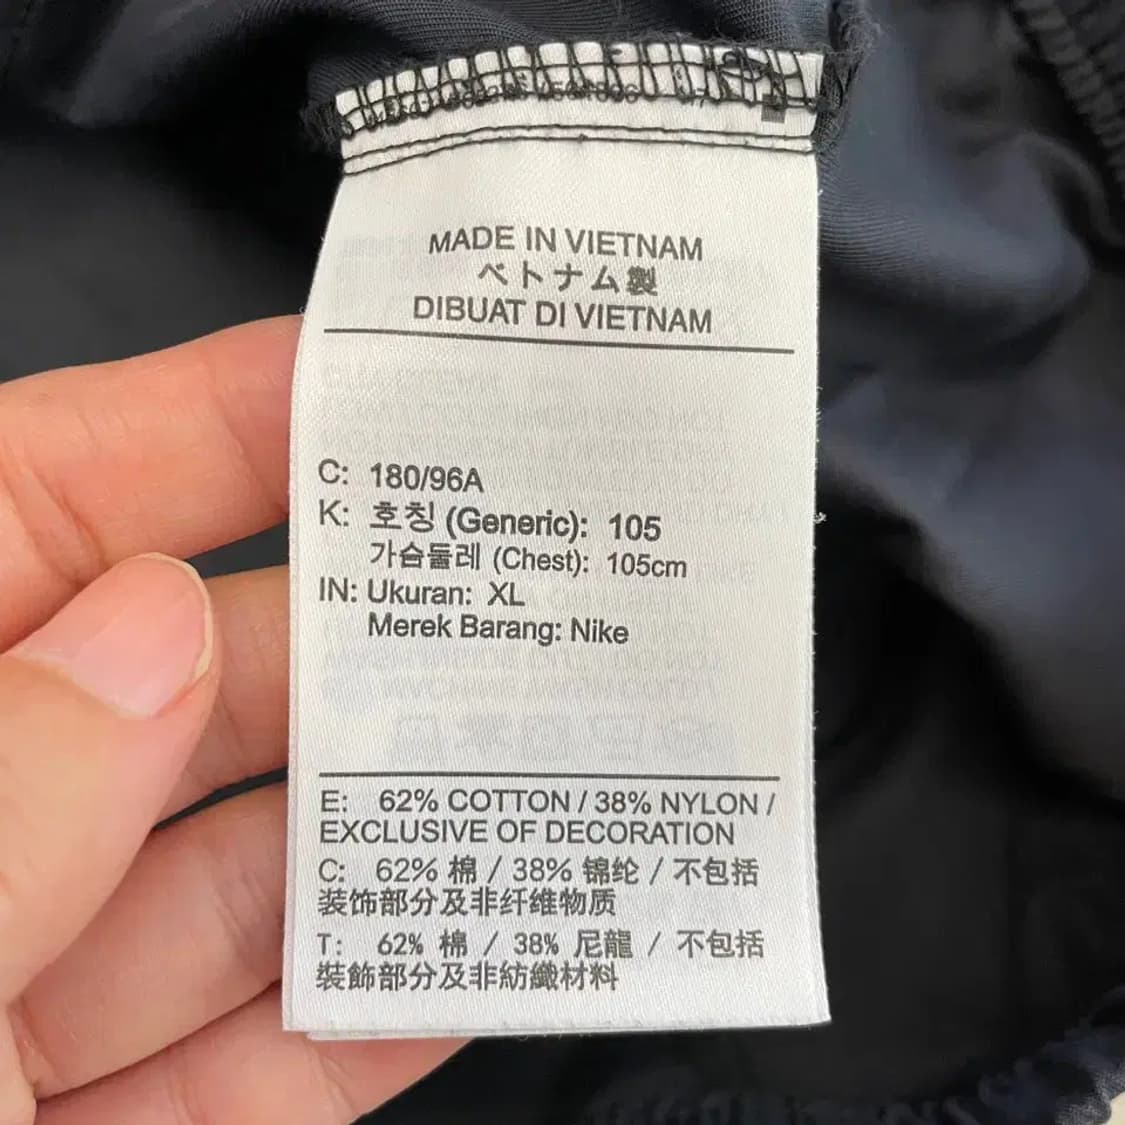 MADE IN VIETNAM
ベトナム製
DIBUAT DI VIETNAM
C: 180/96A
K: 호칭 (Generic): 105
가슴둘레 (Chest): 105cm
IN: Ukuran: XL
Merek Barang: Nike
E: 62% COTTON / 38% NYLON /
EXCLUSIVE OF DECORATION
C: 62% 棉 / 38% 锦纶 / 不包括
装饰部分及非纤维物质
T: 62% 棉 / 38% 尼龍 / 不包括
裝飾部分及非紡織材料